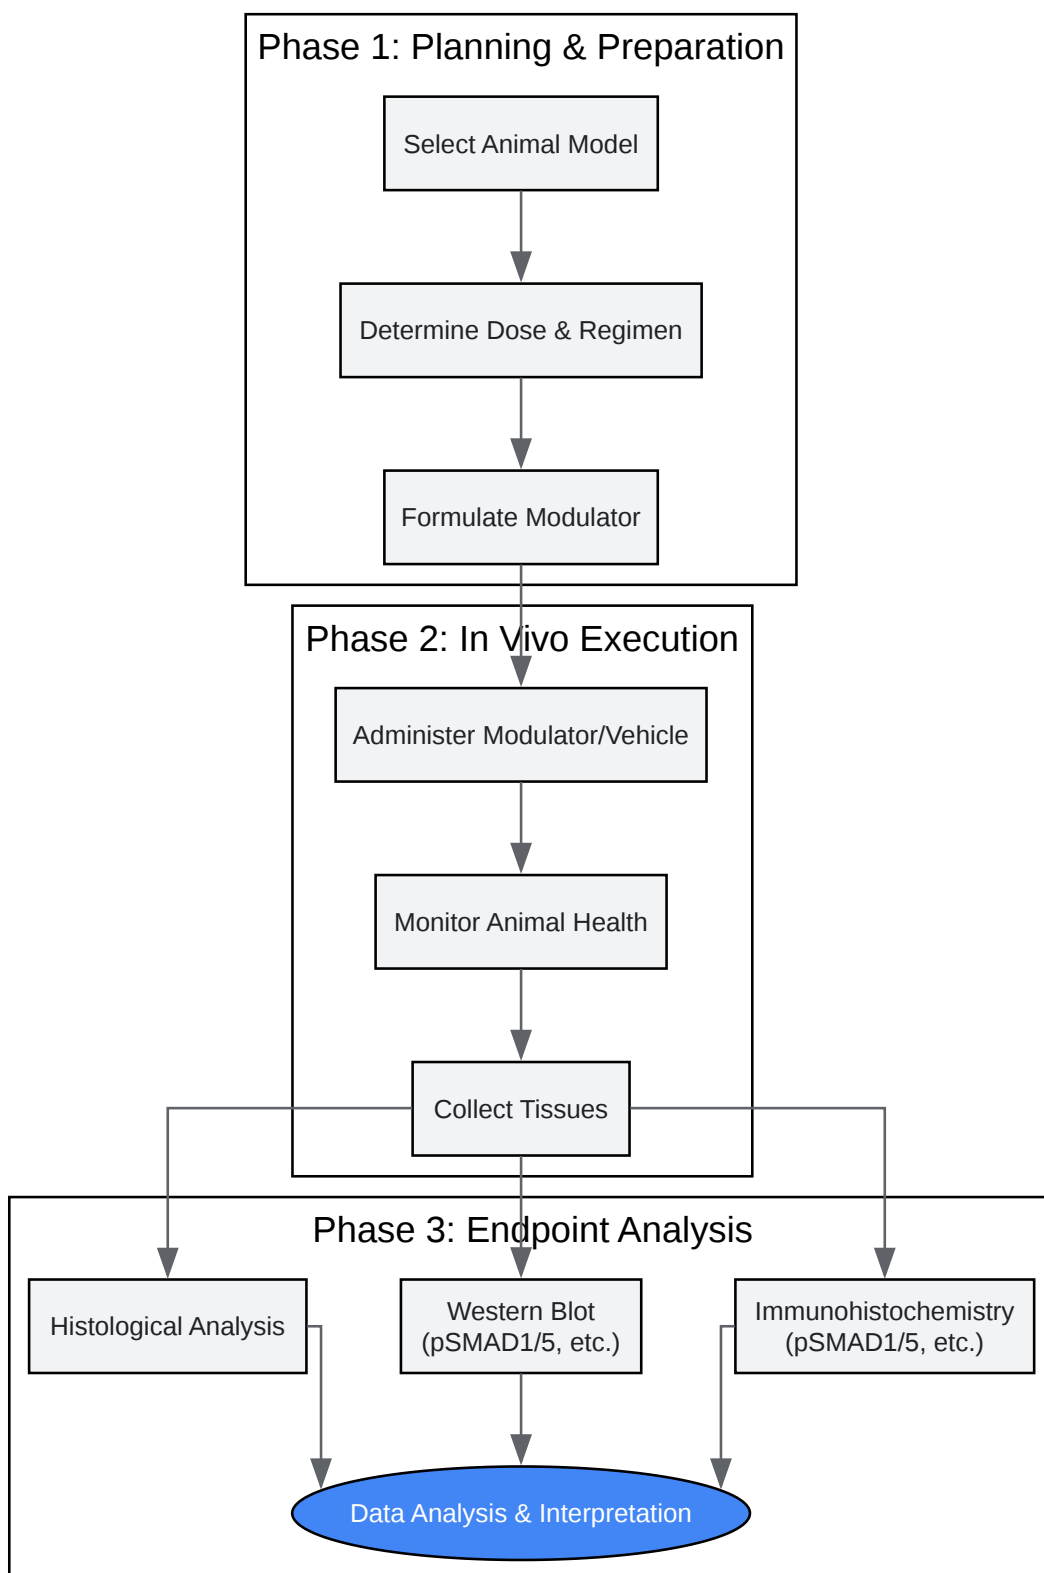 Phase 1: Planning & Preparation
Select Animal Model
Determine Dose & Regimen
Formulate Modulator
Phase 2: In Vivo Execution
Administer Modulator/Vehicle
Monitor Animal Health
Collect Tissues
Phase 3: Endpoint Analysis
Histological Analysis
Western Blot
(pSMAD1/5, etc.)
Immunohistochemistry
(pSMAD1/5, etc.)
Data Analysis & Interpretation